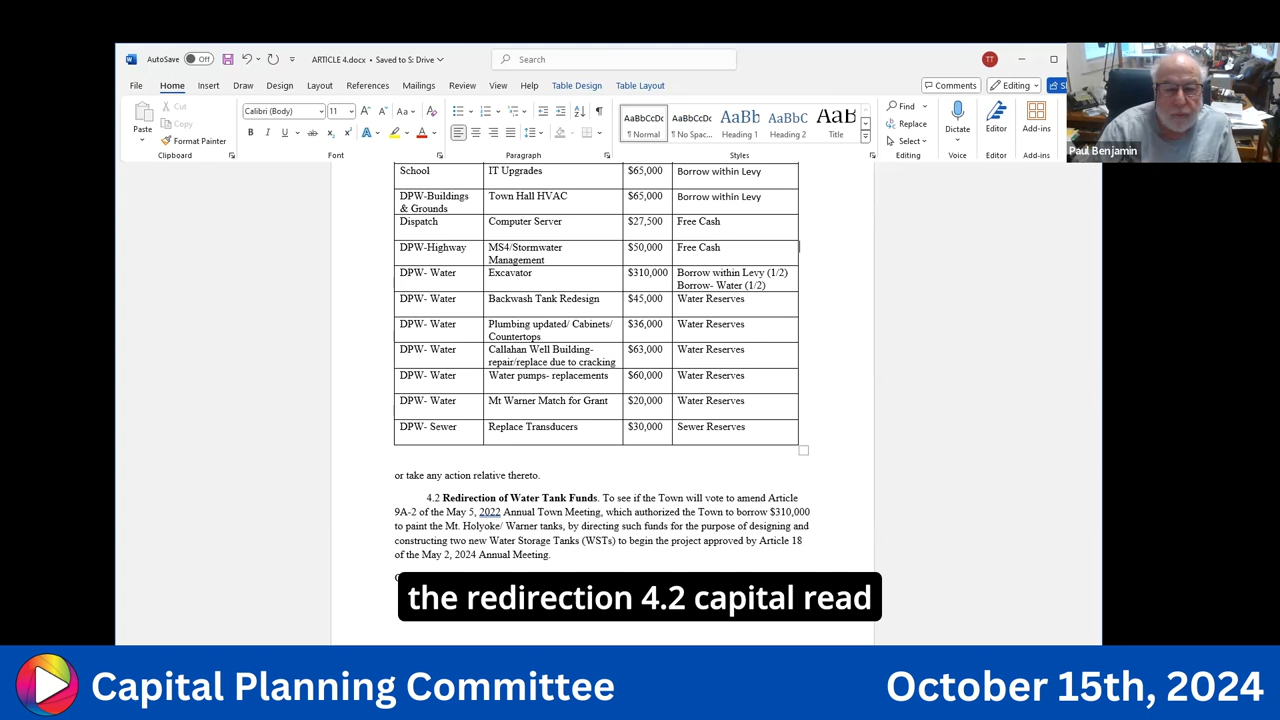 AutoSave Off ARTICLE 4.docx • Saved to S: Drive Search TT
File Home Insert Draw Design Layout References Mailings Review View Help Table Design Table Layout Comments Editing
Paste Cut Copy Format Painter
Calibri (Body) 11
AaBbCcDc AaBbCcDc AaBbC AaBbC AaB
¶ Normal ¶ No Spac... Heading 1 Heading 2 Title
Find Replace Select Dictate Editor Add-ins
Clipboard Font Paragraph Styles Editing Voice Editor Add-ins
Paul Benjamin
School IT Upgrades $65,000 Borrow within Levy
DPW-Buildings & Grounds Town Hall HVAC $65,000 Borrow within Levy
Dispatch Computer Server $27,500 Free Cash
DPW-Highway MS4/Stormwater Management $50,000 Free Cash
DPW- Water Excavator $310,000 Borrow within Levy (1/2) Borrow- Water (1/2)
DPW- Water Backwash Tank Redesign $45,000 Water Reserves
DPW- Water Plumbing updated/ Cabinets/ Countertops $36,000 Water Reserves
DPW- Water Callahan Well Building- repair/replace due to cracking $63,000 Water Reserves
DPW- Water Water pumps- replacements $60,000 Water Reserves
DPW- Water Mt Warner Match for Grant $20,000 Water Reserves
DPW- Sewer Replace Transducers $30,000 Sewer Reserves
or take any action relative thereto.
4.2 Redirection of Water Tank Funds. To see if the Town will vote to amend Article
9A-2 of the May 5, 2022 Annual Town Meeting, which authorized the Town to borrow $310,000
to paint the Mt. Holyoke/ Warner tanks, by directing such funds for the purpose of designing and
constructing two new Water Storage Tanks (WSTs) to begin the project approved by Article 18
of the May 2, 2024 Annual Meeting.
the redirection 4.2 capital read
Capital Planning Committee October 15th, 2024